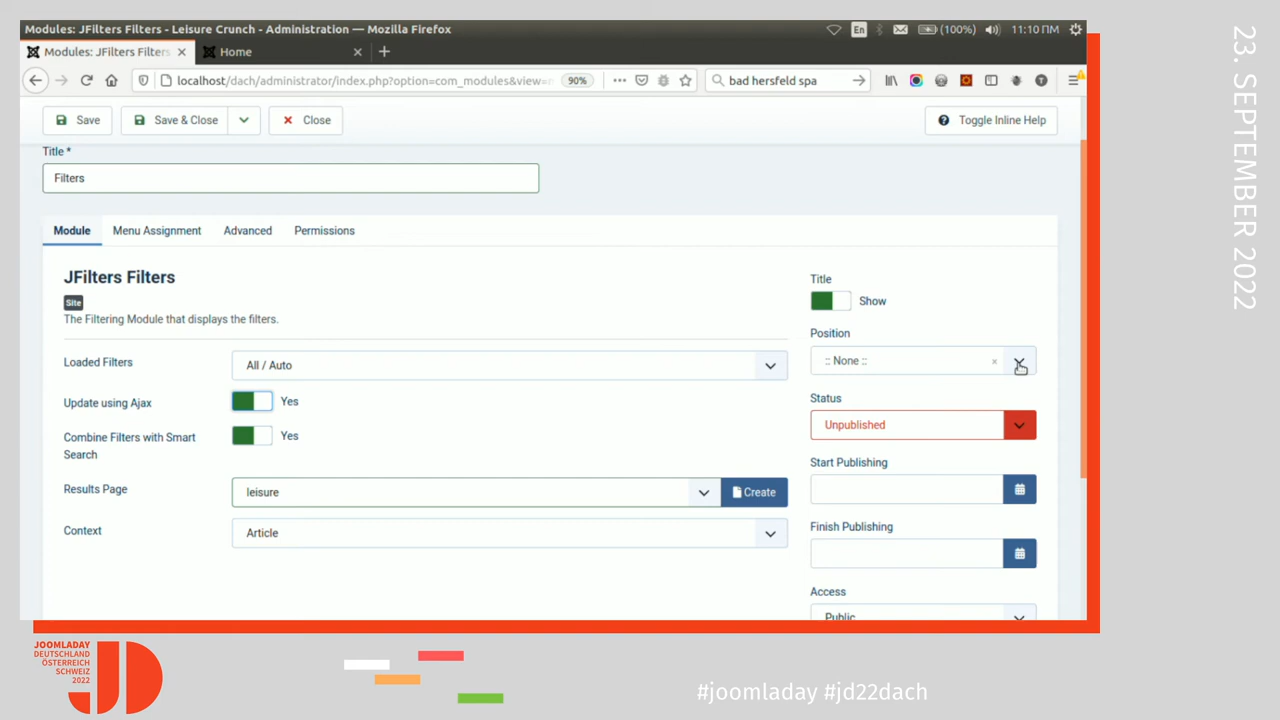 Modules: JFilters Filters - Leisure Crunch - Administration — Mozilla Firefox
En
(100%)
11:10 ΠΜ
Modules: JFilters Filters
Home
localhost/dach/administrator/index.php?option=com_modules&view=
90%
bad hersfeld spa
Save
Save & Close
Close
Toggle Inline Help
Title *
Filters
Module
Menu Assignment
Advanced
Permissions
JFilters Filters
Site
The Filtering Module that displays the filters.
Loaded Filters
All / Auto
Update using Ajax
Yes
Combine Filters with Smart
Search
Yes
Results Page
leisure
Create
Context
Article
Title
Show
Position
:: None ::
Status
Unpublished
Start Publishing
Finish Publishing
Access
Public
23. SEPTEMBER 2022
JOOMLADAY
DEUTSCHLAND
ÖSTERREICH
SCHWEIZ
2022
JD
#joomladay #jd22dach